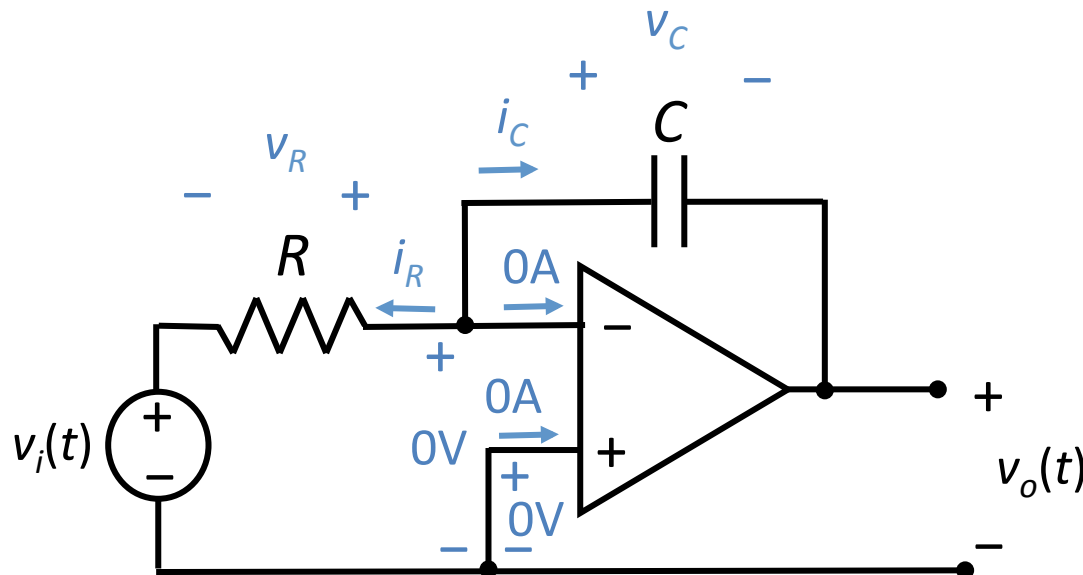 v_C
+ −
i_C
C
v_R
− +
R
i_R
0A
−
+
0A
+
v_i(t)
−
0V
+
+
0V
− −
+
v_o(t)
−